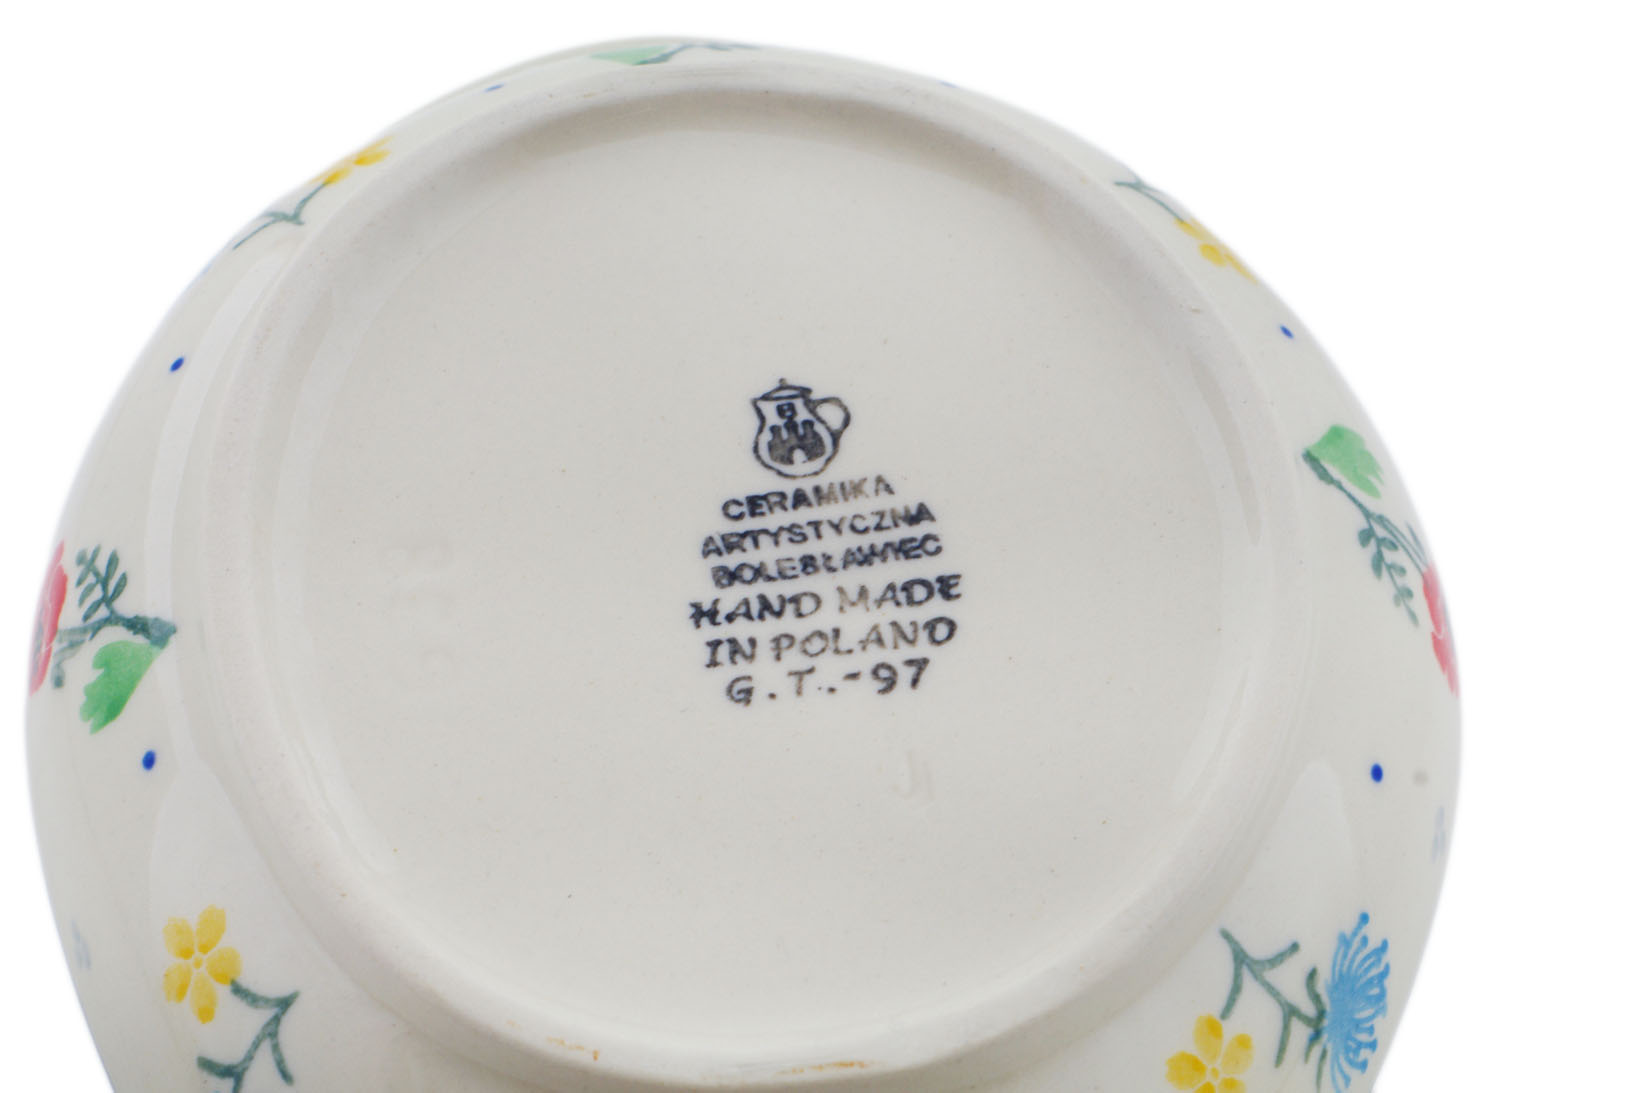 CERAMIKA
ARTYSTYCZNA
BOLESŁAWIEC
HAND MADE
IN POLAND
G.T.-97